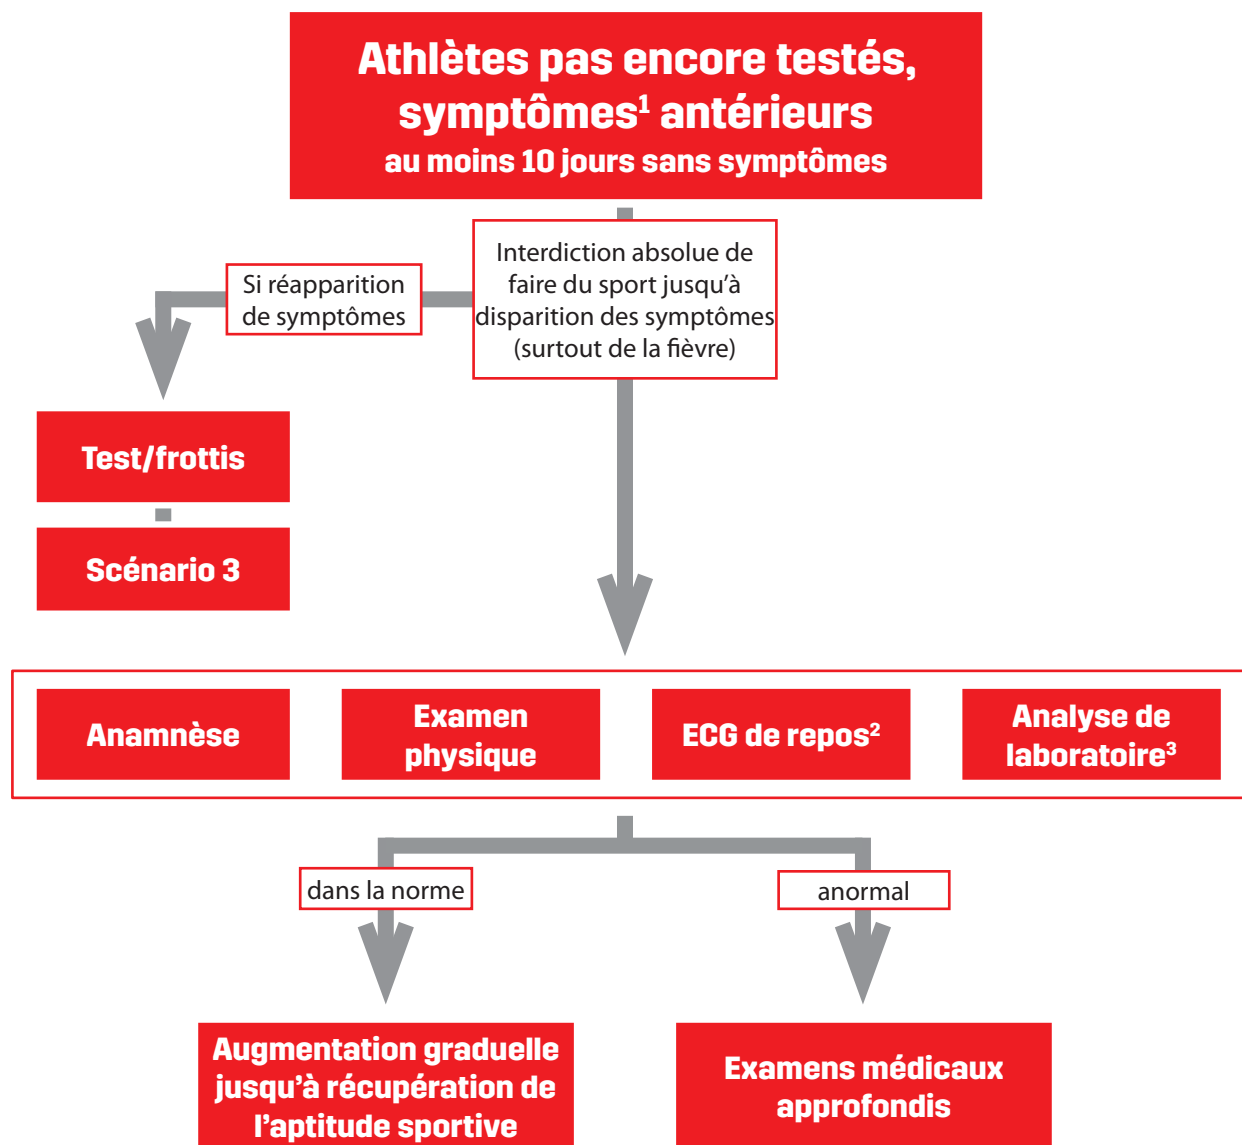 Athlètes pas encore testés,
symptômes¹ antérieurs
au moins 10 jours sans symptômes
Interdiction absolue de
faire du sport jusqu’à
disparition des symptômes
(surtout de la fièvre)
Si réapparition
de symptômes
Test/frottis
Scénario 3
Anamnèse
Examen
physique
ECG de repos²
Analyse de
laboratoire³
dans la norme
anormal
Augmentation graduelle
jusqu’à récupération de
l’aptitude sportive
Examens médicaux
approfondis